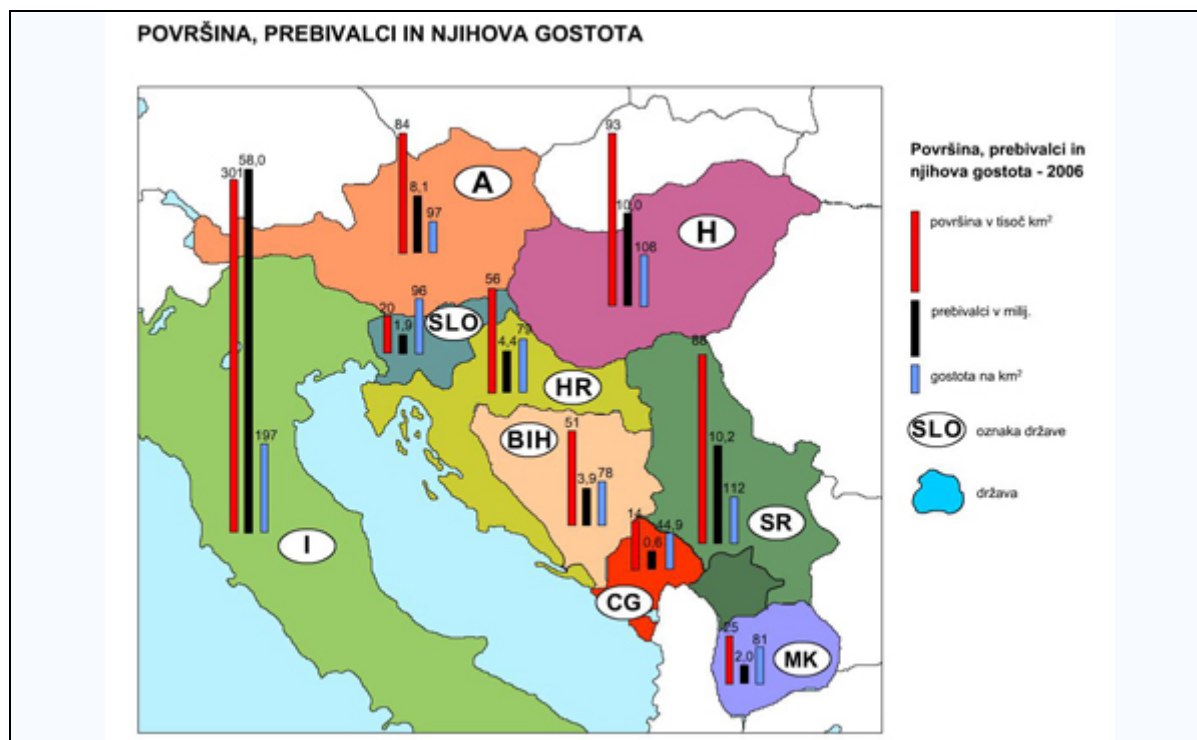 POVRŠINA, PREBIVALCI IN NJIHOVA GOSTOTA
84
93
301
58,0
A
8,1
97
H
10,0
108
Površina, prebivalci in
njihova gostota - 2006
površina v tisoč km²
prebivalci v milij.
gostota na km²
SLO oznaka države
država
20
1,9
96
SLO
56
4,4
79
HR
88
10,2
112
SR
197
I
BIH
51
3,9
78
14
0,6
44,9
CG
25
2,0
81
MK